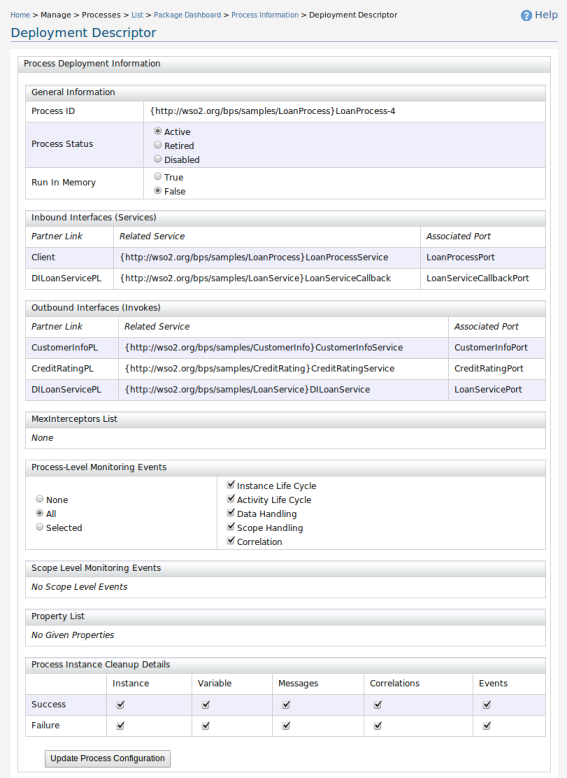 Home > Manage > Processes > List > Package Dashboard > Process Information > Deployment Descriptor
Help
Deployment Descriptor
Process Deployment Information
General Information
Process ID {http://wso2.org/bps/samples/LoanProcess}LoanProcess-4
Process Status
Active
Retired
Disabled
Run In Memory
True
False
Inbound Interfaces (Services)
Partner Link Related Service Associated Port
Client {http://wso2.org/bps/samples/LoanProcess}LoanProcessService LoanProcessPort
DILoanServicePL {http://wso2.org/bps/samples/LoanService}LoanServiceCallback LoanServiceCallbackPort
Outbound Interfaces (Invokes)
Partner Link Related Service Associated Port
CustomerInfoPL {http://wso2.org/bps/samples/CustomerInfo}CustomerInfoService CustomerInfoPort
CreditRatingPL {http://wso2.org/bps/samples/CreditRating}CreditRatingService CreditRatingPort
DILoanServicePL {http://wso2.org/bps/samples/LoanService}DILoanService LoanServicePort
MexInterceptors List
None
Process-Level Monitoring Events
None
All
Selected
Instance Life Cycle
Activity Life Cycle
Data Handling
Scope Handling
Correlation
Scope Level Monitoring Events
No Scope Level Events
Property List
No Given Properties
Process Instance Cleanup Details
Instance Variable Messages Correlations Events
Success
Failure
Update Process Configuration